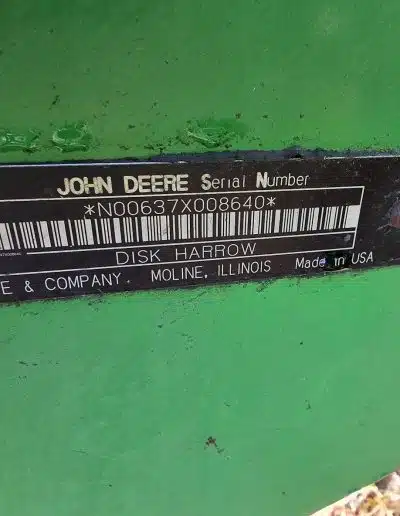 JOHN DEERE Serial Number
*N00637X008640*
DISK HARROW
E & COMPANY. MOLINE, ILLINOIS Made in USA